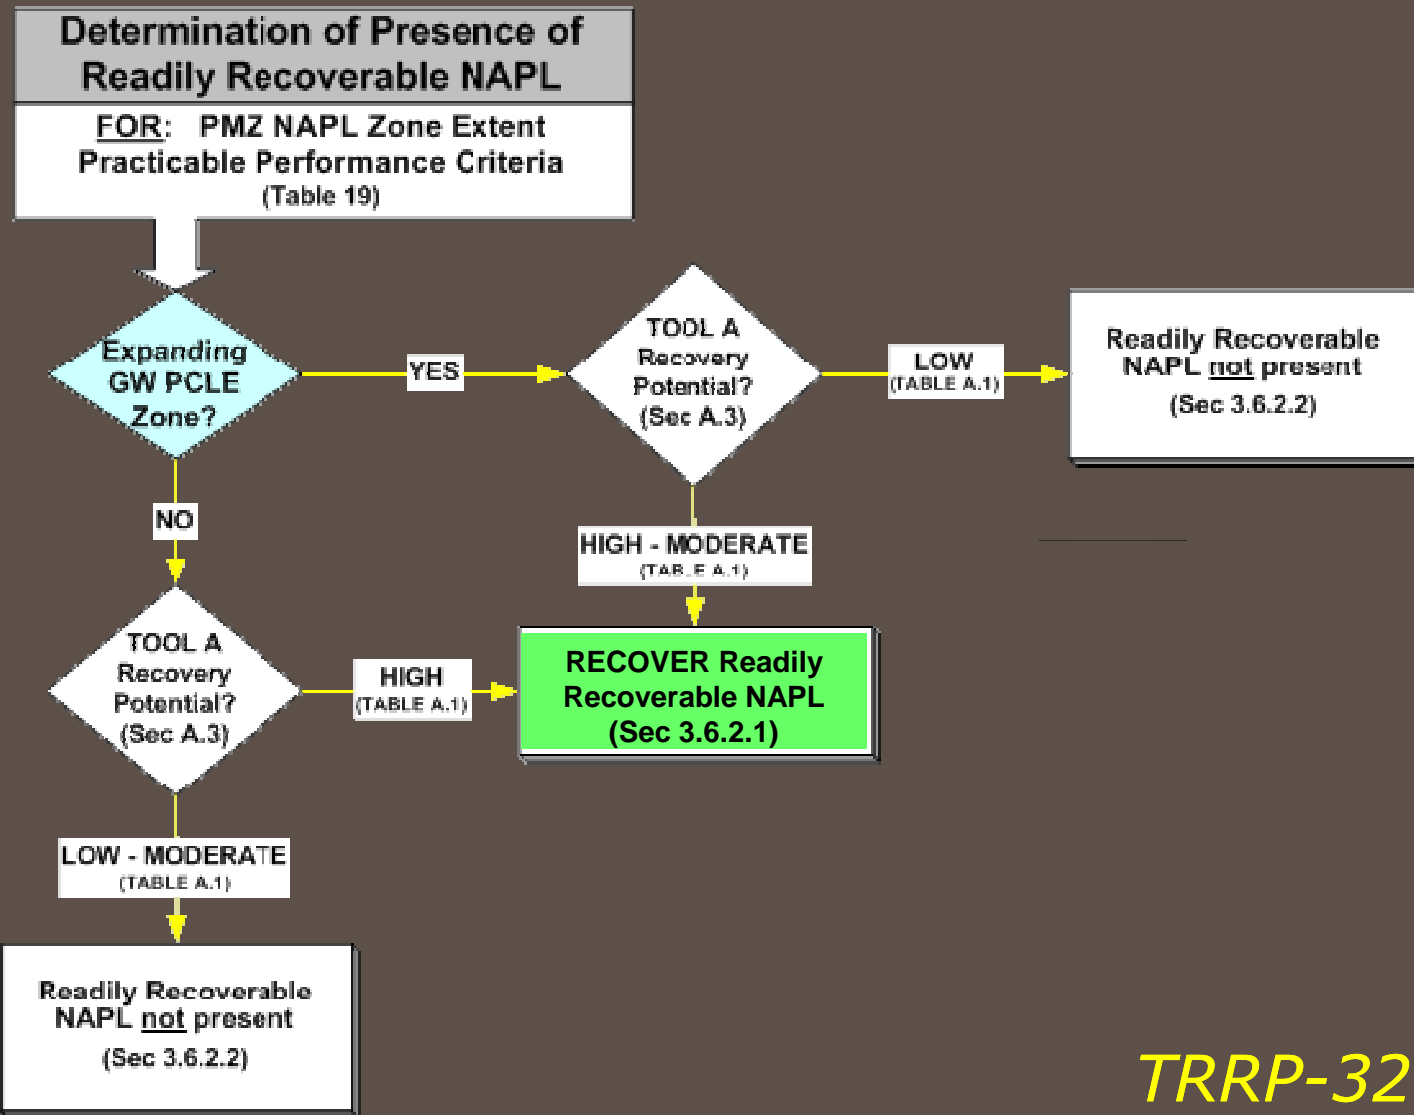 Determination of Presence of
Readily Recoverable NAPL
FOR: PMZ NAPL Zone Extent
Practicable Performance Criteria
(Table 19)
Expanding
GW PCLE
Zone?
YES
TOOL A
Recovery
Potential?
(Sec A.3)
LOW
(TABLE A.1)
Readily Recoverable
NAPL not present
(Sec 3.6.2.2)
NO
HIGH - MODERATE
(TABLE A.1)
TOOL A
Recovery
Potential?
(Sec A.3)
HIGH
(TABLE A.1)
RECOVER Readily
Recoverable NAPL
(Sec 3.6.2.1)
LOW - MODERATE
(TABLE A.1)
Readily Recoverable
NAPL not present
(Sec 3.6.2.2)
TRRP-32